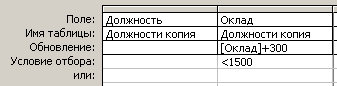 Поле: Должность Оклад
Имя таблицы: Должности копия Должности копия
Обновление: [Оклад]+300
Условие отбора: <1500
или: